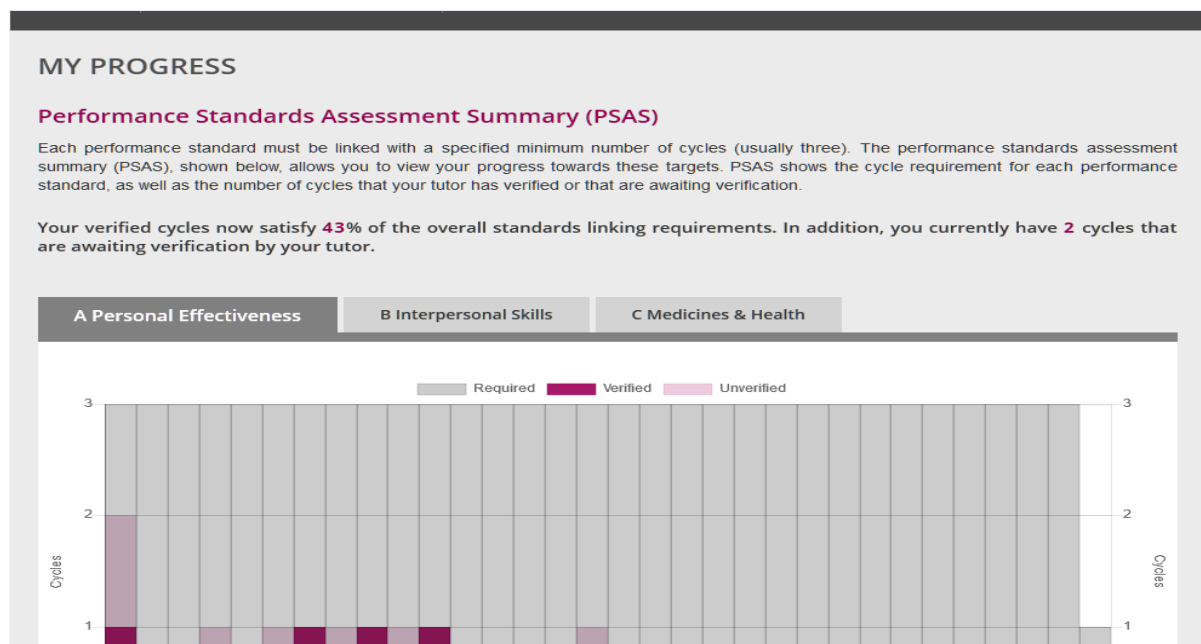 MY PROGRESS
Performance Standards Assessment Summary (PSAS)
Each performance standard must be linked with a specified minimum number of cycles (usually three). The performance standards assessment
summary (PSAS), shown below, allows you to view your progress towards these targets. PSAS shows the cycle requirement for each performance
standard, as well as the number of cycles that your tutor has verified or that are awaiting verification.
Your verified cycles now satisfy 43% of the overall standards linking requirements. In addition, you currently have 2 cycles that
are awaiting verification by your tutor.
A Personal Effectiveness B Interpersonal Skills C Medicines & Health
Required Verified Unverified
3 3
2 2
Cycles Cycles
1 1